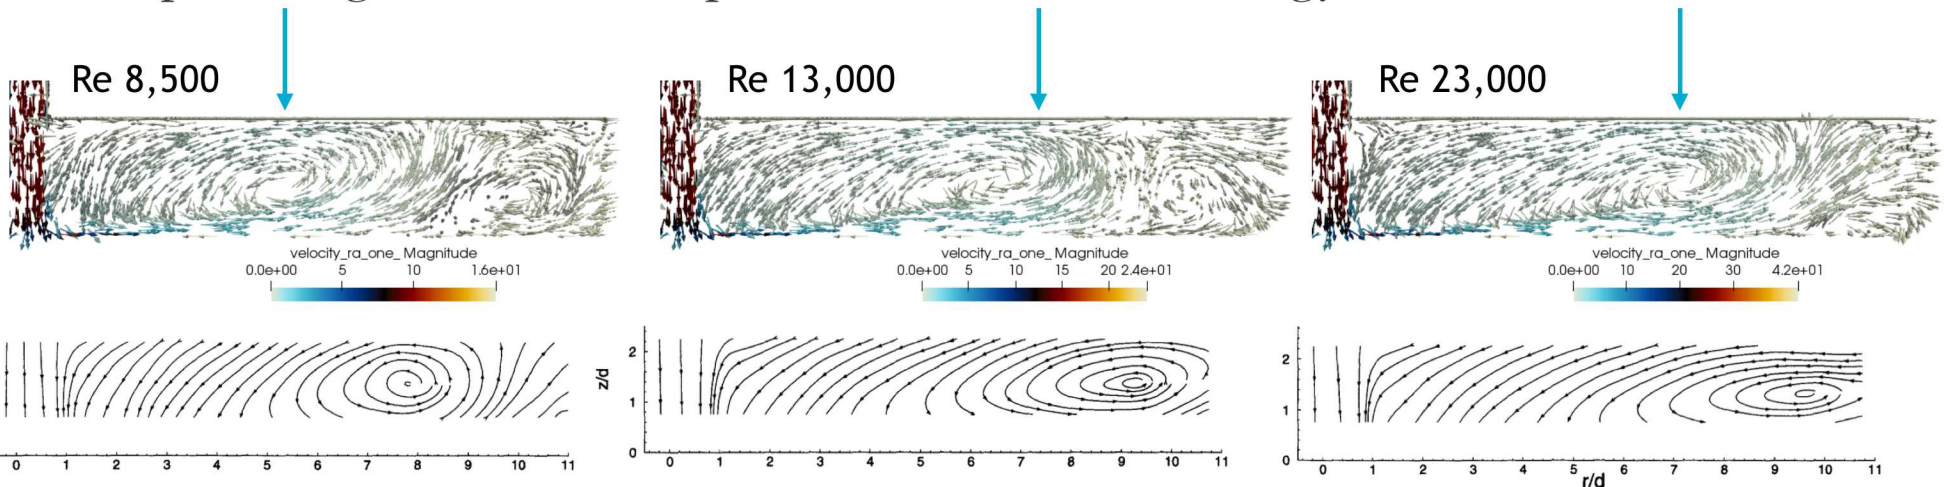 Re 8,500
Re 13,000
Re 23,000
velocity_ra_one_ Magnitude
0.0e+00 5 10 1.6e+01
velocity_ra_one_ Magnitude
0.0e+00 5 10 15 20 2.4e+01
velocity_ra_one_ Magnitude
0.0e+00 10 20 30 4.2e+01
0 1 2 3 4 5 6 7 8 9 10 11
z/d
2
1
0
0 1 2 3 4 5 6 7 8 9 10 11
2
1
0
0 1 2 3 4 5 6 7 8 9 10 11
r/d